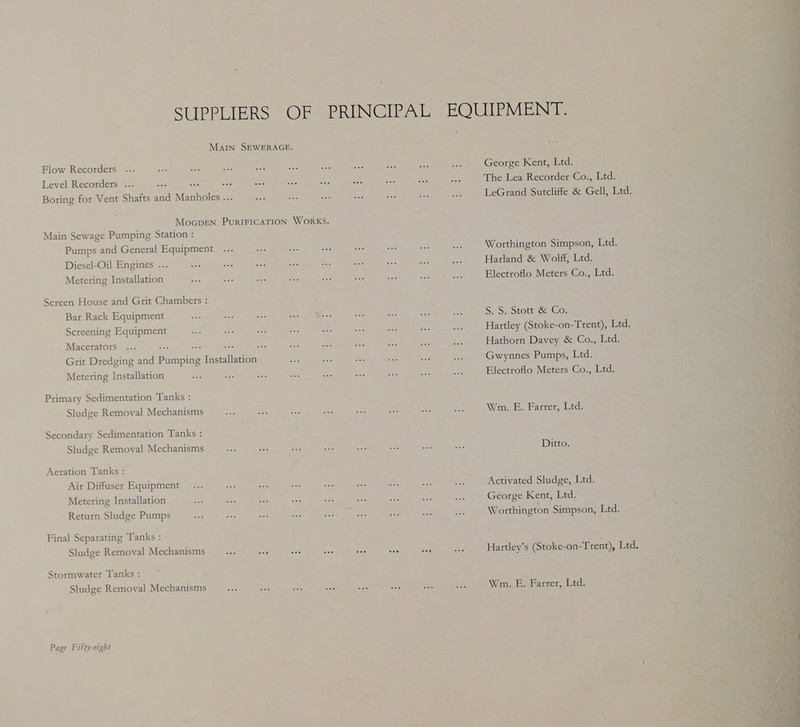 SUPPLIERS OF PRINCIPAL EQUIPMENT.
MAIN SEWERAGE.
Flow Recorders ... George Kent, Ltd.
Level Recorders ... The Lea Recorder Co., Ltd.
Boring for Vent Shafts and Manholes ... LeGrand Sutcliffe & Gell, Ltd.
MOGDEN PURIFICATION WORKS.
Main Sewage Pumping Station :
Pumps and General Equipment ... Worthington Simpson, Ltd.
Diesel-Oil Engines ... Harland & Wolff, Ltd.
Metering Installation ... Electroflo Meters Co., Ltd.
Screen House and Grit Chambers :
Bar Rack Equipment ... S. S. Stott & Co.
Screening Equipment ... Hartley (Stoke-on-Trent), Ltd.
Macerators ... Hathorn Davey & Co., Ltd.
Grit Dredging and Pumping Installation ... Gwynnes Pumps, Ltd.
Metering Installation ... Electroflo Meters Co., Ltd.
Primary Sedimentation Tanks :
Sludge Removal Mechanisms ... Wm. E. Farrer, Ltd.
Secondary Sedimentation Tanks :
Sludge Removal Mechanisms ... Ditto.
Aeration Tanks :
Air Diffuser Equipment ... Activated Sludge, Ltd.
Metering Installation ... George Kent, Ltd.
Return Sludge Pumps ... Worthington Simpson, Ltd.
Final Separating Tanks :
Sludge Removal Mechanisms ... Hartley's (Stoke-on-Trent), Ltd.
Stormwater Tanks :
Sludge Removal Mechanisms ... Wm. E. Farrer, Ltd.
Page Fifty-eight